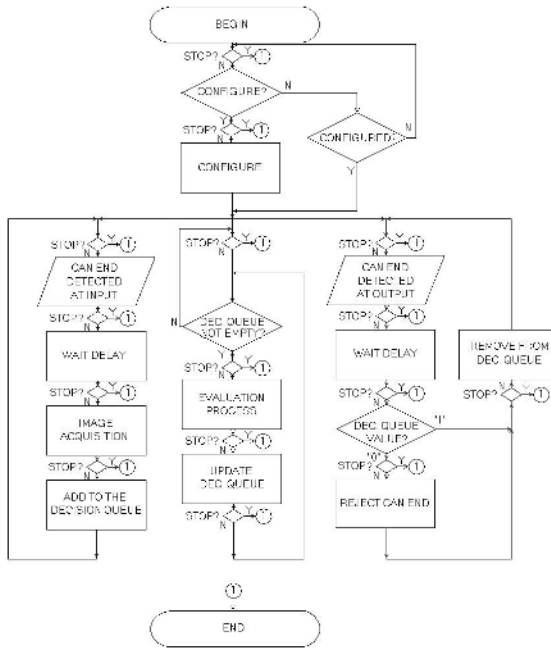 BEGIN
STOP? Y 1
N
CONFIGURE? N
Y
STOP? Y 1
N
CONFIGURED? N
Y
CONFIGURE
STOP? Y 1
N
CAN END
DETECTED
AT INPUT
STOP? Y 1
N
WAIT DELAY
STOP? Y 1
N
IMAGE
ACQUISITION
STOP? Y 1
N
ADD TO THE
DECISION QUEUE
STOP? Y 1
N
DEC. QUEUE
NOT EMPTY?
N
Y
STOP? Y 1
N
EVALUATION
PROCESS
STOP? Y 1
N
UPDATE
DEC. QUEUE
STOP? Y 1
N
STOP? Y 1
N
CAN END
DETECTED
AT OUTPUT
STOP? Y 1
N
WAIT DELAY
STOP? Y 1
N
DEC. QUEUE
VALUE?
"1"
"0"
STOP? Y 1
N
REJECT CAN END
REMOVE FROM
DEC. QUEUE
STOP? Y 1
N
1
END